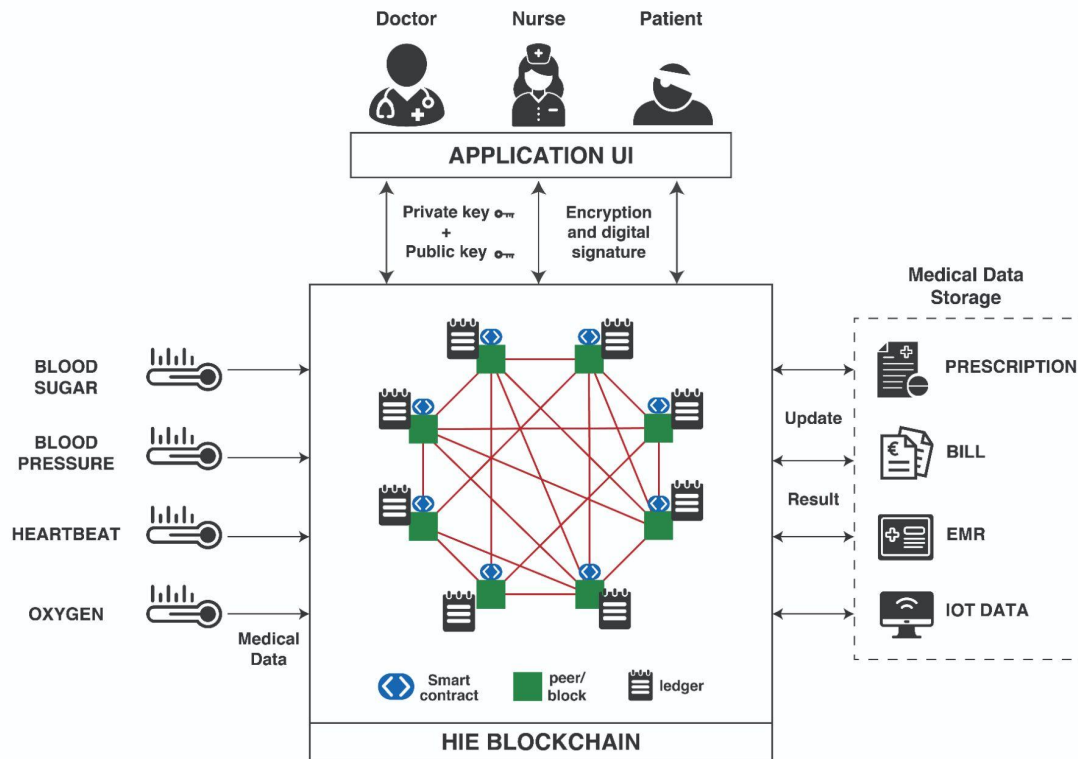 Doctor
Nurse
Patient
APPLICATION UI
Private key
+
Public key
Encryption
and digital
signature
Medical Data
Storage
BLOOD
SUGAR
BLOOD
PRESSURE
HEARTBEAT
OXYGEN
Medical
Data
Update
Result
PRESCRIPTION
BILL
EMR
IOT DATA
Smart
contract
peer/
block
ledger
HIE BLOCKCHAIN